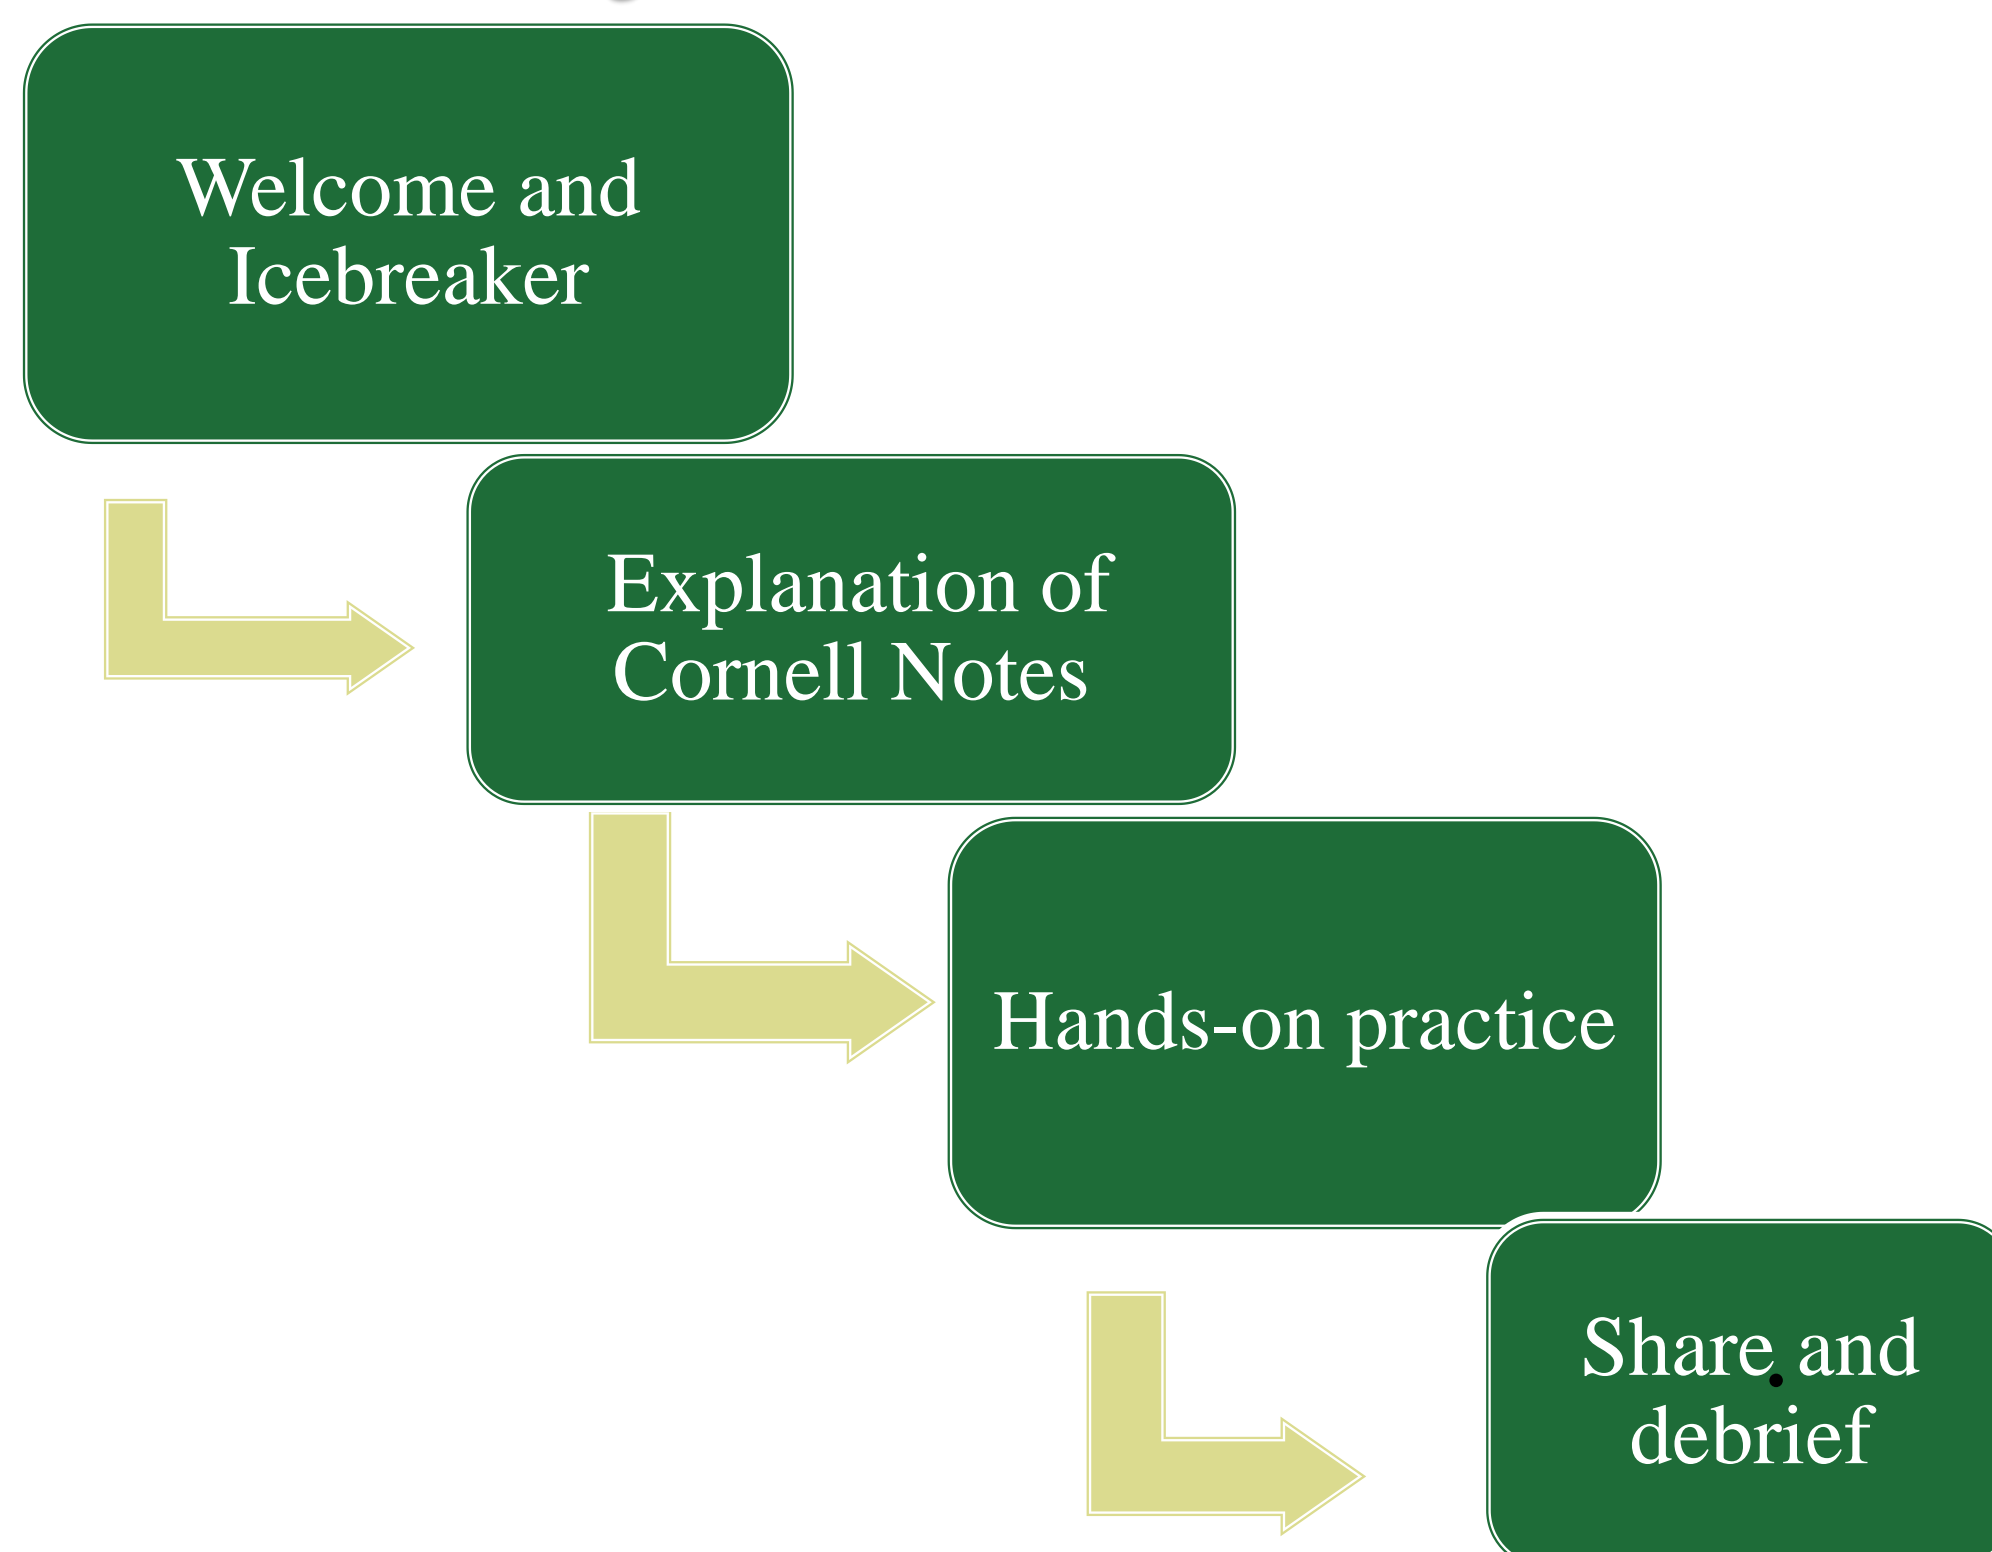 Welcome and
Icebreaker
Explanation of
Cornell Notes
Hands-on practice
Share and
debrief